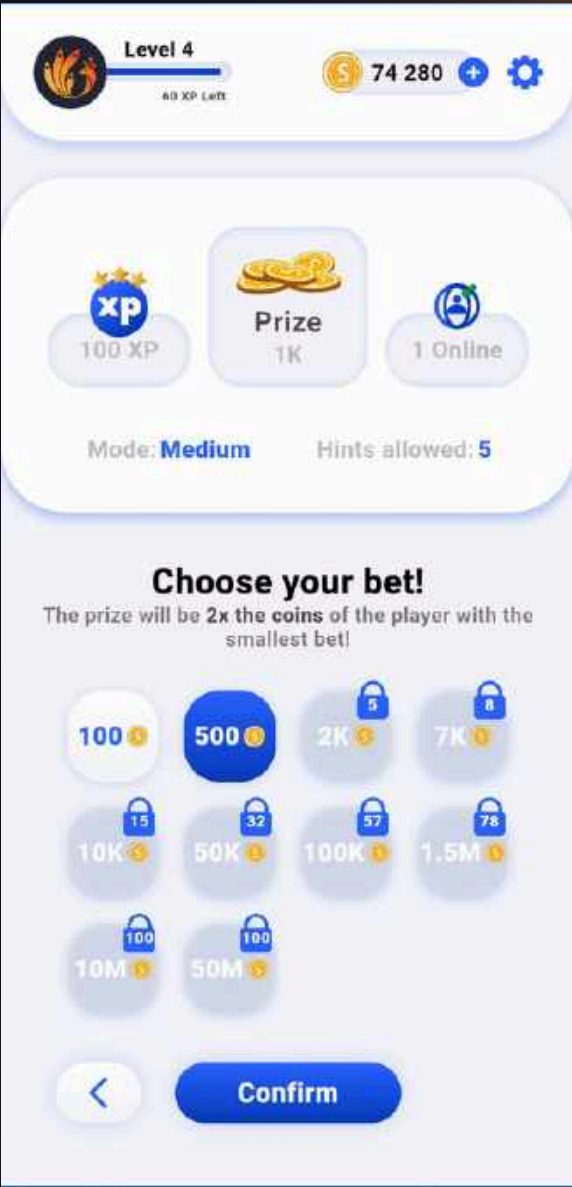 Level 4
60 XP Left
74 280
xp
100 XP
Prize
1K
1 Online
Mode: Medium
Hints allowed: 5
Choose your bet!
The prize will be 2x the coins of the player with the
smallest bet!
100
500
2K
5
7K
8
10K
15
50K
32
100K
57
1.5M
78
10M
100
50M
100
Confirm